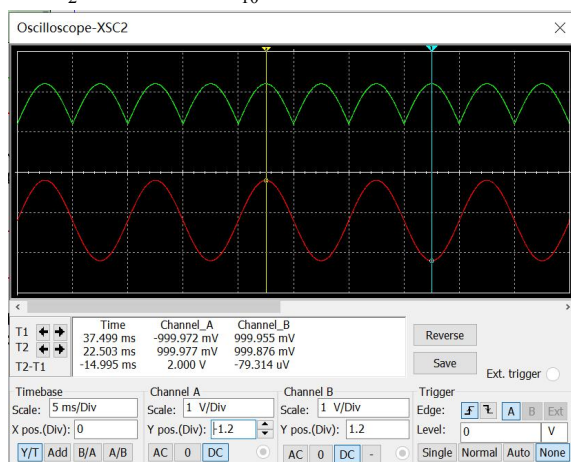 2 10
Oscilloscope-XSC2
Time Channel_A Channel_B
T1 37.499 ms -999.972 mV 999.955 mV
T2 22.503 ms 999.977 mV 999.876 mV
T2-T1 -14.995 ms 2.000 V -79.314 uV
Reverse
Save
Ext. trigger
Timebase Channel A Channel B Trigger
Scale: 5 ms/Div Scale: 1 V/Div Scale: 1 V/Div Edge: A B Ext
X pos.(Div): 0 Y pos.(Div): -1.2 Y pos.(Div): 1.2 Level: 0 V
Y/T Add B/A A/B AC 0 DC AC 0 DC - Single Normal Auto None